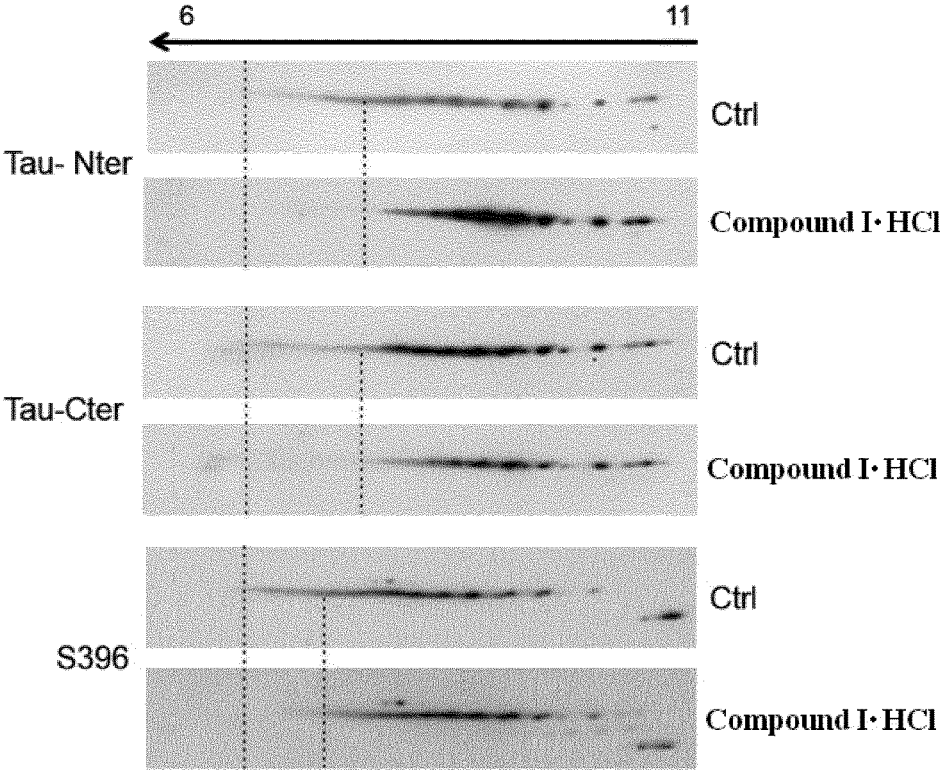 6 11
Ctrl
Tau- Nter
Compound I·HCl
Ctrl
Tau-Cter
Compound I·HCl
Ctrl
S396
Compound I·HCl